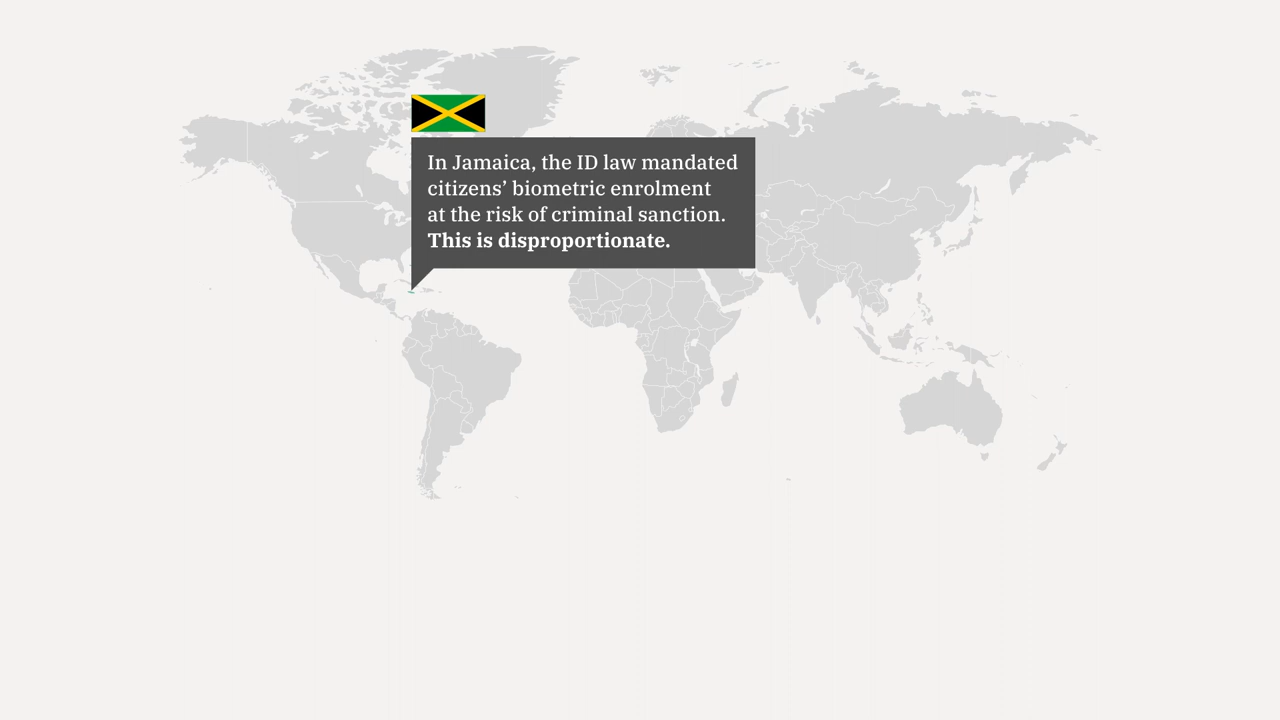 In Jamaica, the ID law mandated
citizens’ biometric enrolment
at the risk of criminal sanction.
This is disproportionate.